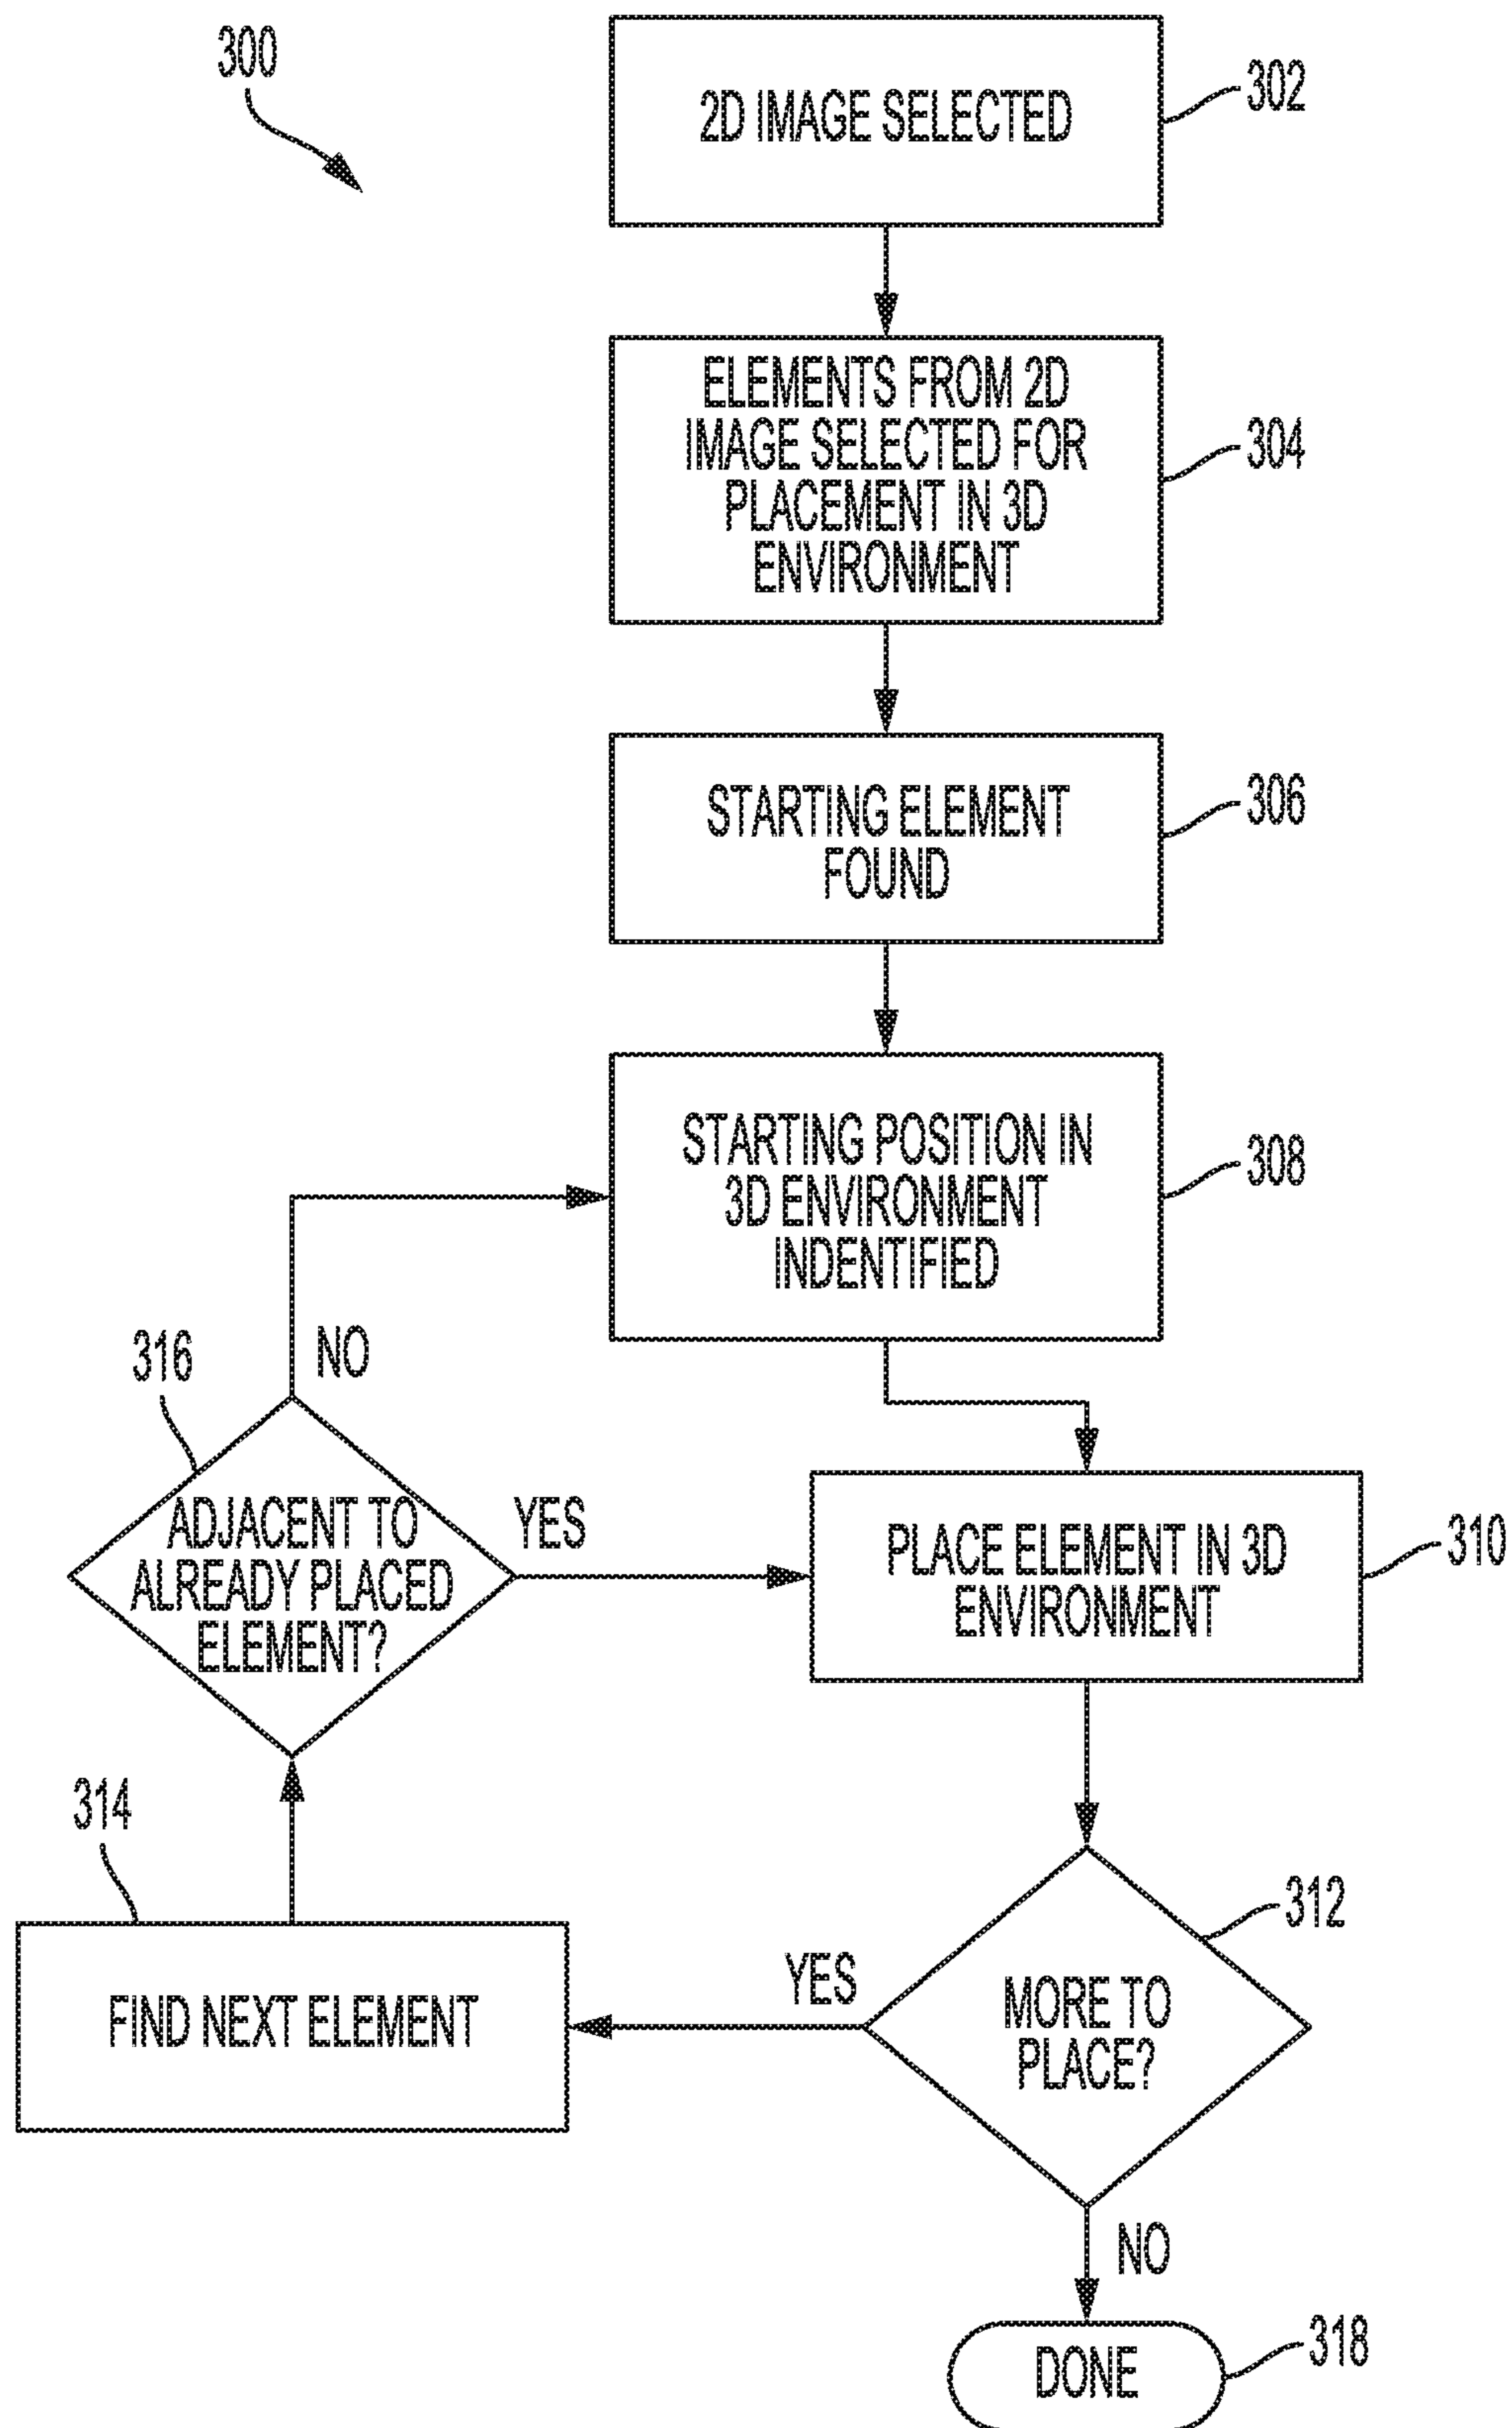 300
2D IMAGE SELECTED
302
ELEMENTS FROM 2D
IMAGE SELECTED FOR
PLACEMENT IN 3D
ENVIRONMENT
304
STARTING ELEMENT
FOUND
306
STARTING POSITION IN
3D ENVIRONMENT
INDENTIFIED
308
NO
316
ADJACENT TO
ALREADY PLACED
ELEMENT?
YES
PLACE ELEMENT IN 3D
ENVIRONMENT
310
314
FIND NEXT ELEMENT
YES
MORE TO
PLACE?
312
NO
DONE
318